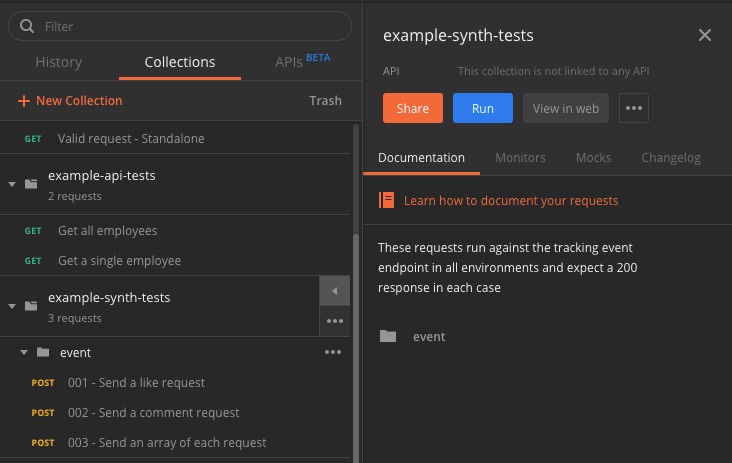 Filter
History
Collections
APIs BETA
+ New Collection
Trash
GET Valid request - Standalone
example-api-tests
2 requests
GET Get all employees
GET Get a single employee
example-synth-tests
3 requests
event
POST 001 - Send a like request
POST 002 - Send a comment request
POST 003 - Send an array of each request
example-synth-tests
API This collection is not linked to any API
Share
Run
View in web
Documentation
Monitors
Mocks
Changelog
Learn how to document your requests
These requests run against the tracking event
endpoint in all environments and expect a 200
response in each case
event